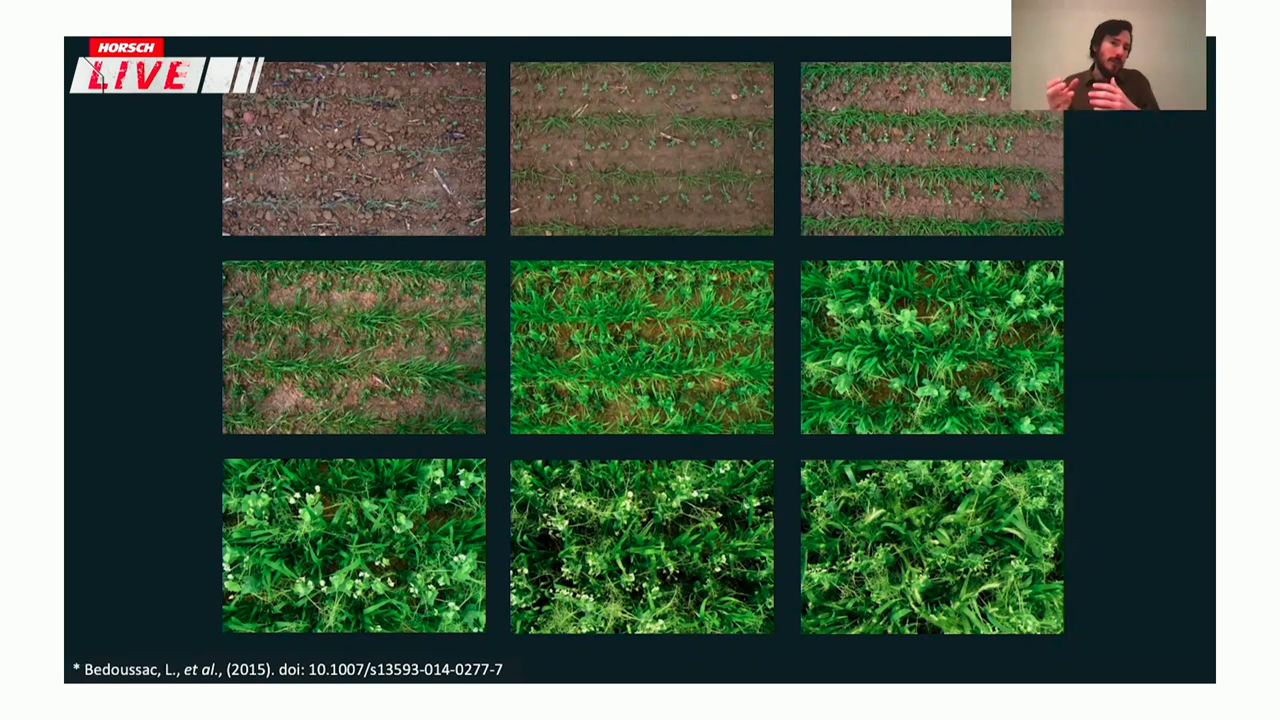 HORSCH
LIVE
* Bedoussac, L., et al., (2015). doi: 10.1007/s13593-014-0277-7